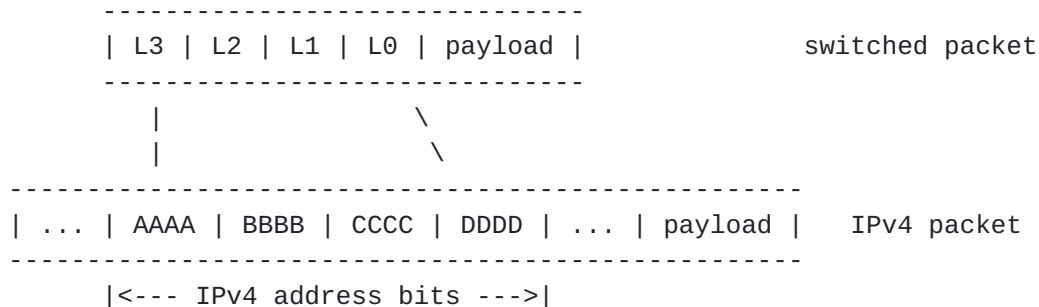 | L3 | L2 | L1 | L0 | payload | switched packet
| ... | AAAA | BBBB | CCCC | DDDD | ... | payload | IPv4 packet
|<--- IPv4 address bits --->|